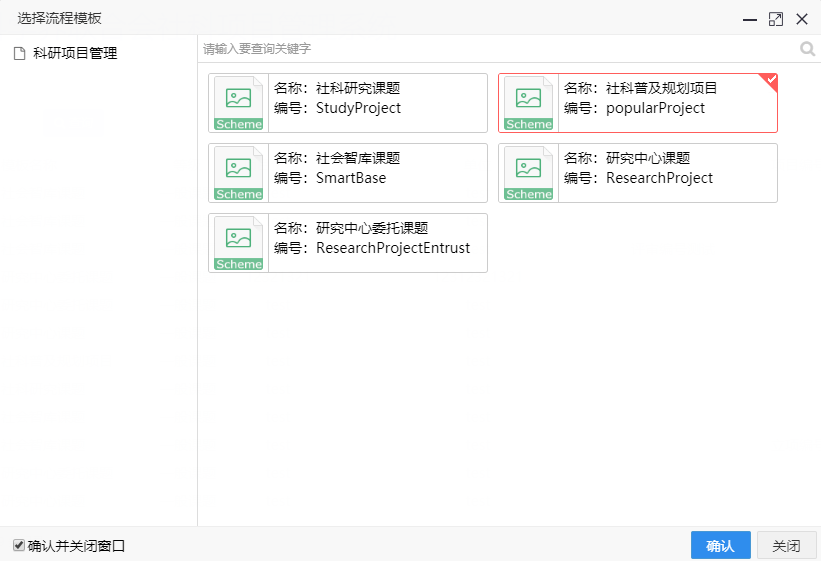 选择流程模板
科研项目管理
请输入要查询关键字
Scheme
名称：社科研究课题
编号：StudyProject
Scheme
名称：社科普及规划项目
编号：popularProject
Scheme
名称：社会智库课题
编号：SmartBase
Scheme
名称：研究中心课题
编号：ResearchProject
Scheme
名称：研究中心委托课题
编号：ResearchProjectEntrust
确认并关闭窗口
确认
关闭